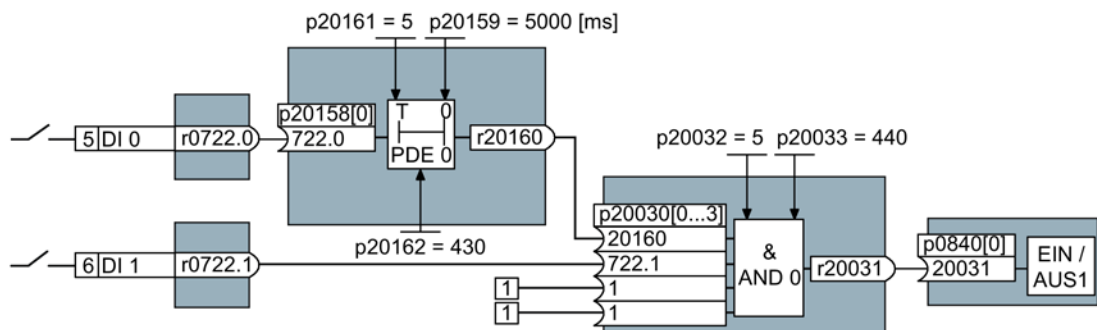 p20161 = 5 p20159 = 5000 [ms]
p20158[0] T 0
5 DI 0 r0722.0 722.0 r20160
PDE 0
p20032 = 5 p20033 = 440
p20162 = 430
p20030[0...3]
20160
6 DI 1 r0722.1 722.1
&
AND 0
r20031
p0840[0]
20031
EIN /
AUS1
1 1
1 1